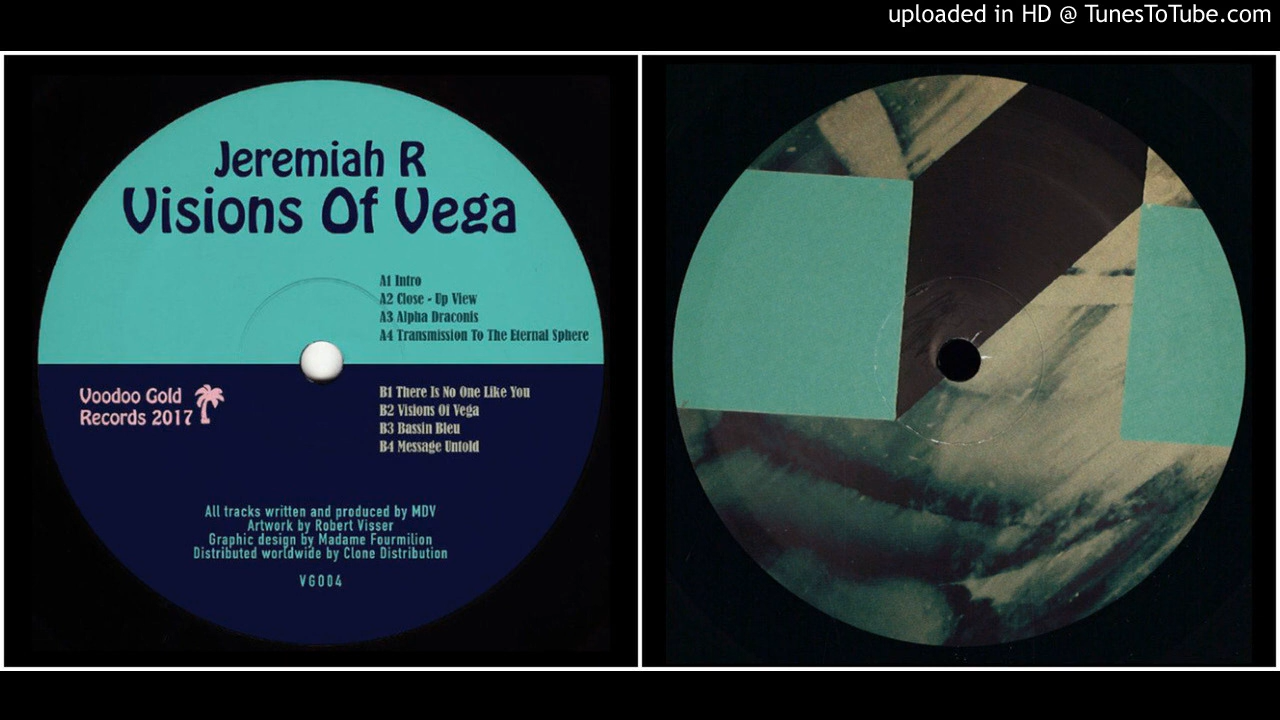 uploaded in HD @ TunesToTube.com
Jeremiah R
Visions Of Vega
A1 Intro
A2 Close - Up View
A3 Alpha Draconis
A4 Transmission To The Eternal Sphere
Voodoo Gold
Records 2017
B1 There Is No One Like You
B2 Visions Of Vega
B3 Bassin Bleu
B4 Message Untold
All tracks written and produced by MDV
Artwork by Robert Visser
Graphic design by Madame Fourmilion
Distributed worldwide by Clone Distribution
VG004